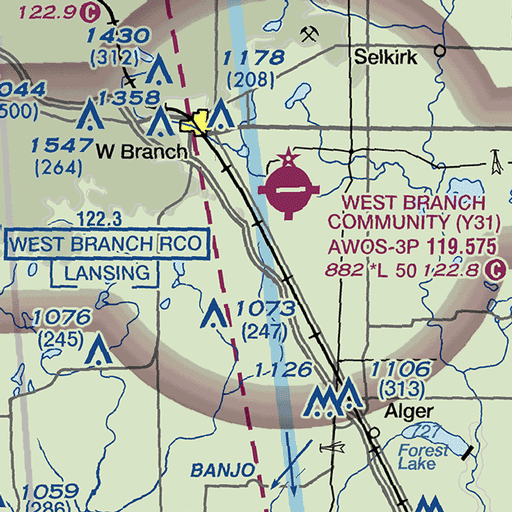 122.9 C
1430
(312)
1178
(208)
Selkirk
044
500)
1358
1547
(264)
W Branch
WEST BRANCH
COMMUNITY (Y31)
AWOS-3P 119.575
882 *L 50 122.8 C
122.3
WEST BRANCH RCO
LANSING
1073
(247)
1076
(245)
1126
1106
(313)
Alger
727
Forest
Lake
BANJO
1059
(286)